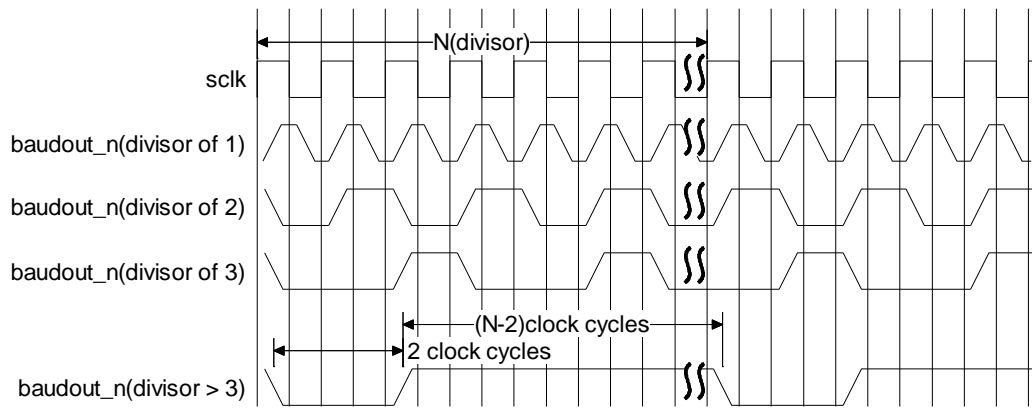 N(divisor)
sclk
baudout_n(divisor of 1)
baudout_n(divisor of 2)
baudout_n(divisor of 3)
(N-2)clock cycles
2 clock cycles
baudout_n(divisor > 3)